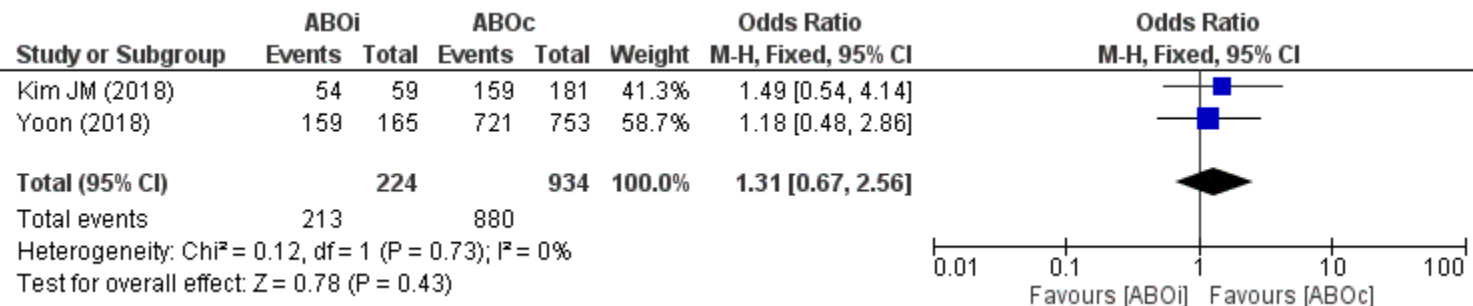 ABOi ABOc Odds Ratio Odds Ratio
Study or Subgroup Events Total Events Total Weight M-H, Fixed, 95% CI M-H, Fixed, 95% CI
Kim JM (2018) 54 59 159 181 41.3% 1.49 [0.54, 4.14]
Yoon (2018) 159 165 721 753 58.7% 1.18 [0.48, 2.86]
Total (95% CI) 224 934 100.0% 1.31 [0.67, 2.56]
Total events 213 880
Heterogeneity: Chi² = 0.12, df = 1 (P = 0.73); I² = 0%
Test for overall effect: Z = 0.78 (P = 0.43)
0.01 0.1 1 10 100
Favours [ABOi] Favours [ABOc]